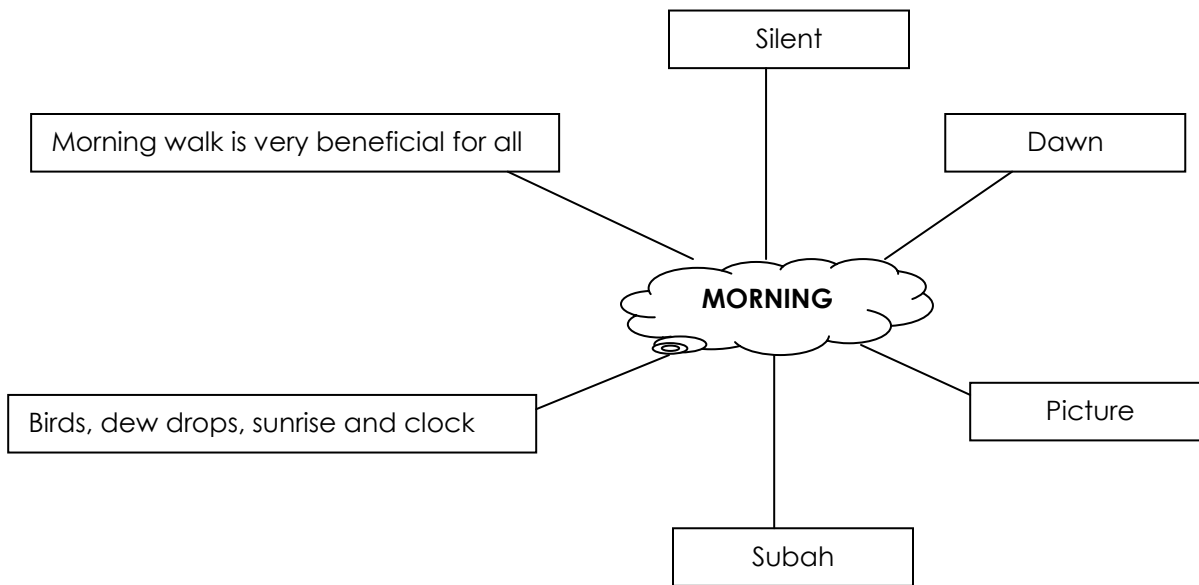 Silent
Morning walk is very beneficial for all
Dawn
MORNING
Birds, dew drops, sunrise and clock
Picture
Subah